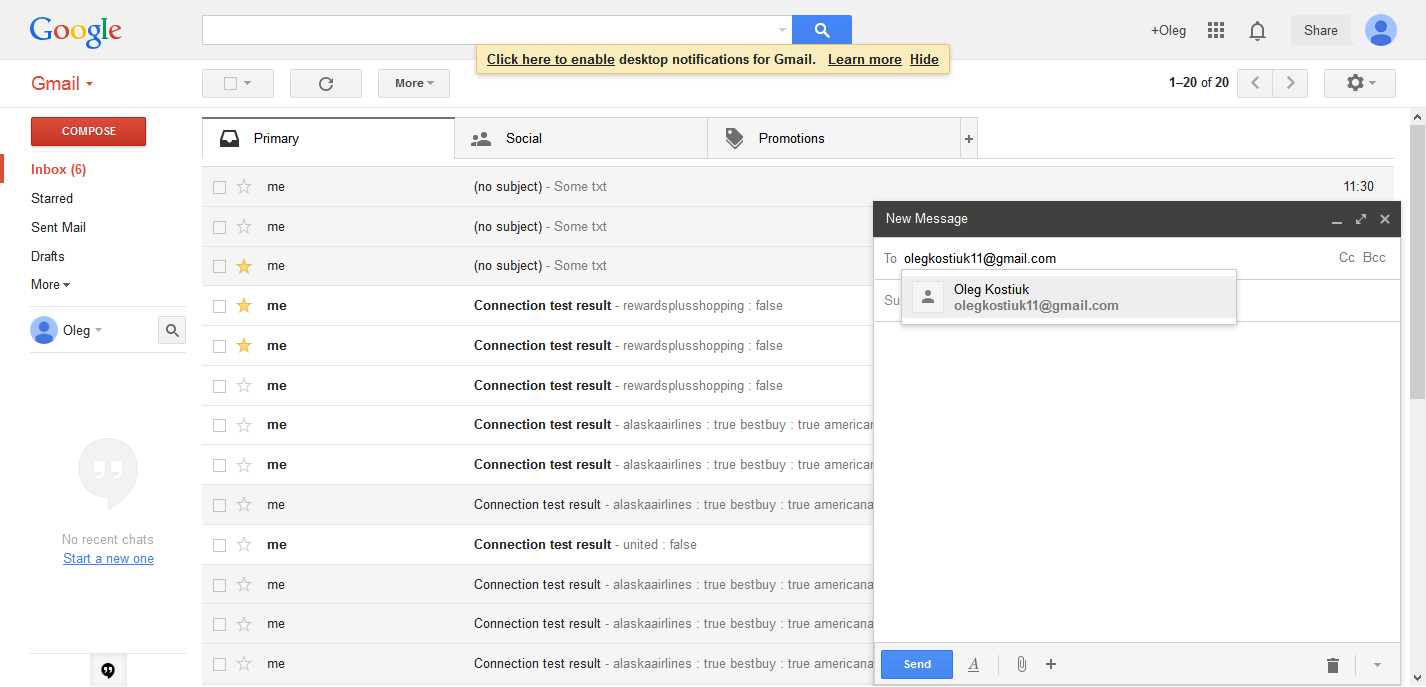 Google
+Oleg
Share
Click here to enable desktop notifications for Gmail. Learn more Hide
Gmail
More
1–20 of 20
COMPOSE
Inbox (6)
Starred
Sent Mail
Drafts
More
Oleg
No recent chats
Start a new one
Primary
Social
Promotions
+
me (no subject) - Some txt 11:30
me (no subject) - Some txt
me (no subject) - Some txt
me Connection test result - rewardsplusshopping : false
me Connection test result - rewardsplusshopping : false
me Connection test result - rewardsplusshopping : false
me Connection test result - alaskaairlines : true bestbuy : true american
me Connection test result - alaskaairlines : true bestbuy : true american
me Connection test result - alaskaairlines : true bestbuy : true americana
me Connection test result - united : false
me Connection test result - alaskaairlines : true bestbuy : true americana
me Connection test result - alaskaairlines : true bestbuy : true americana
me Connection test result - alaskaairlines : true bestbuy : true americana
New Message
To olegkostiuk11@gmail.com Cc Bcc
Su
Oleg Kostiuk
olegkostiuk11@gmail.com
Send A